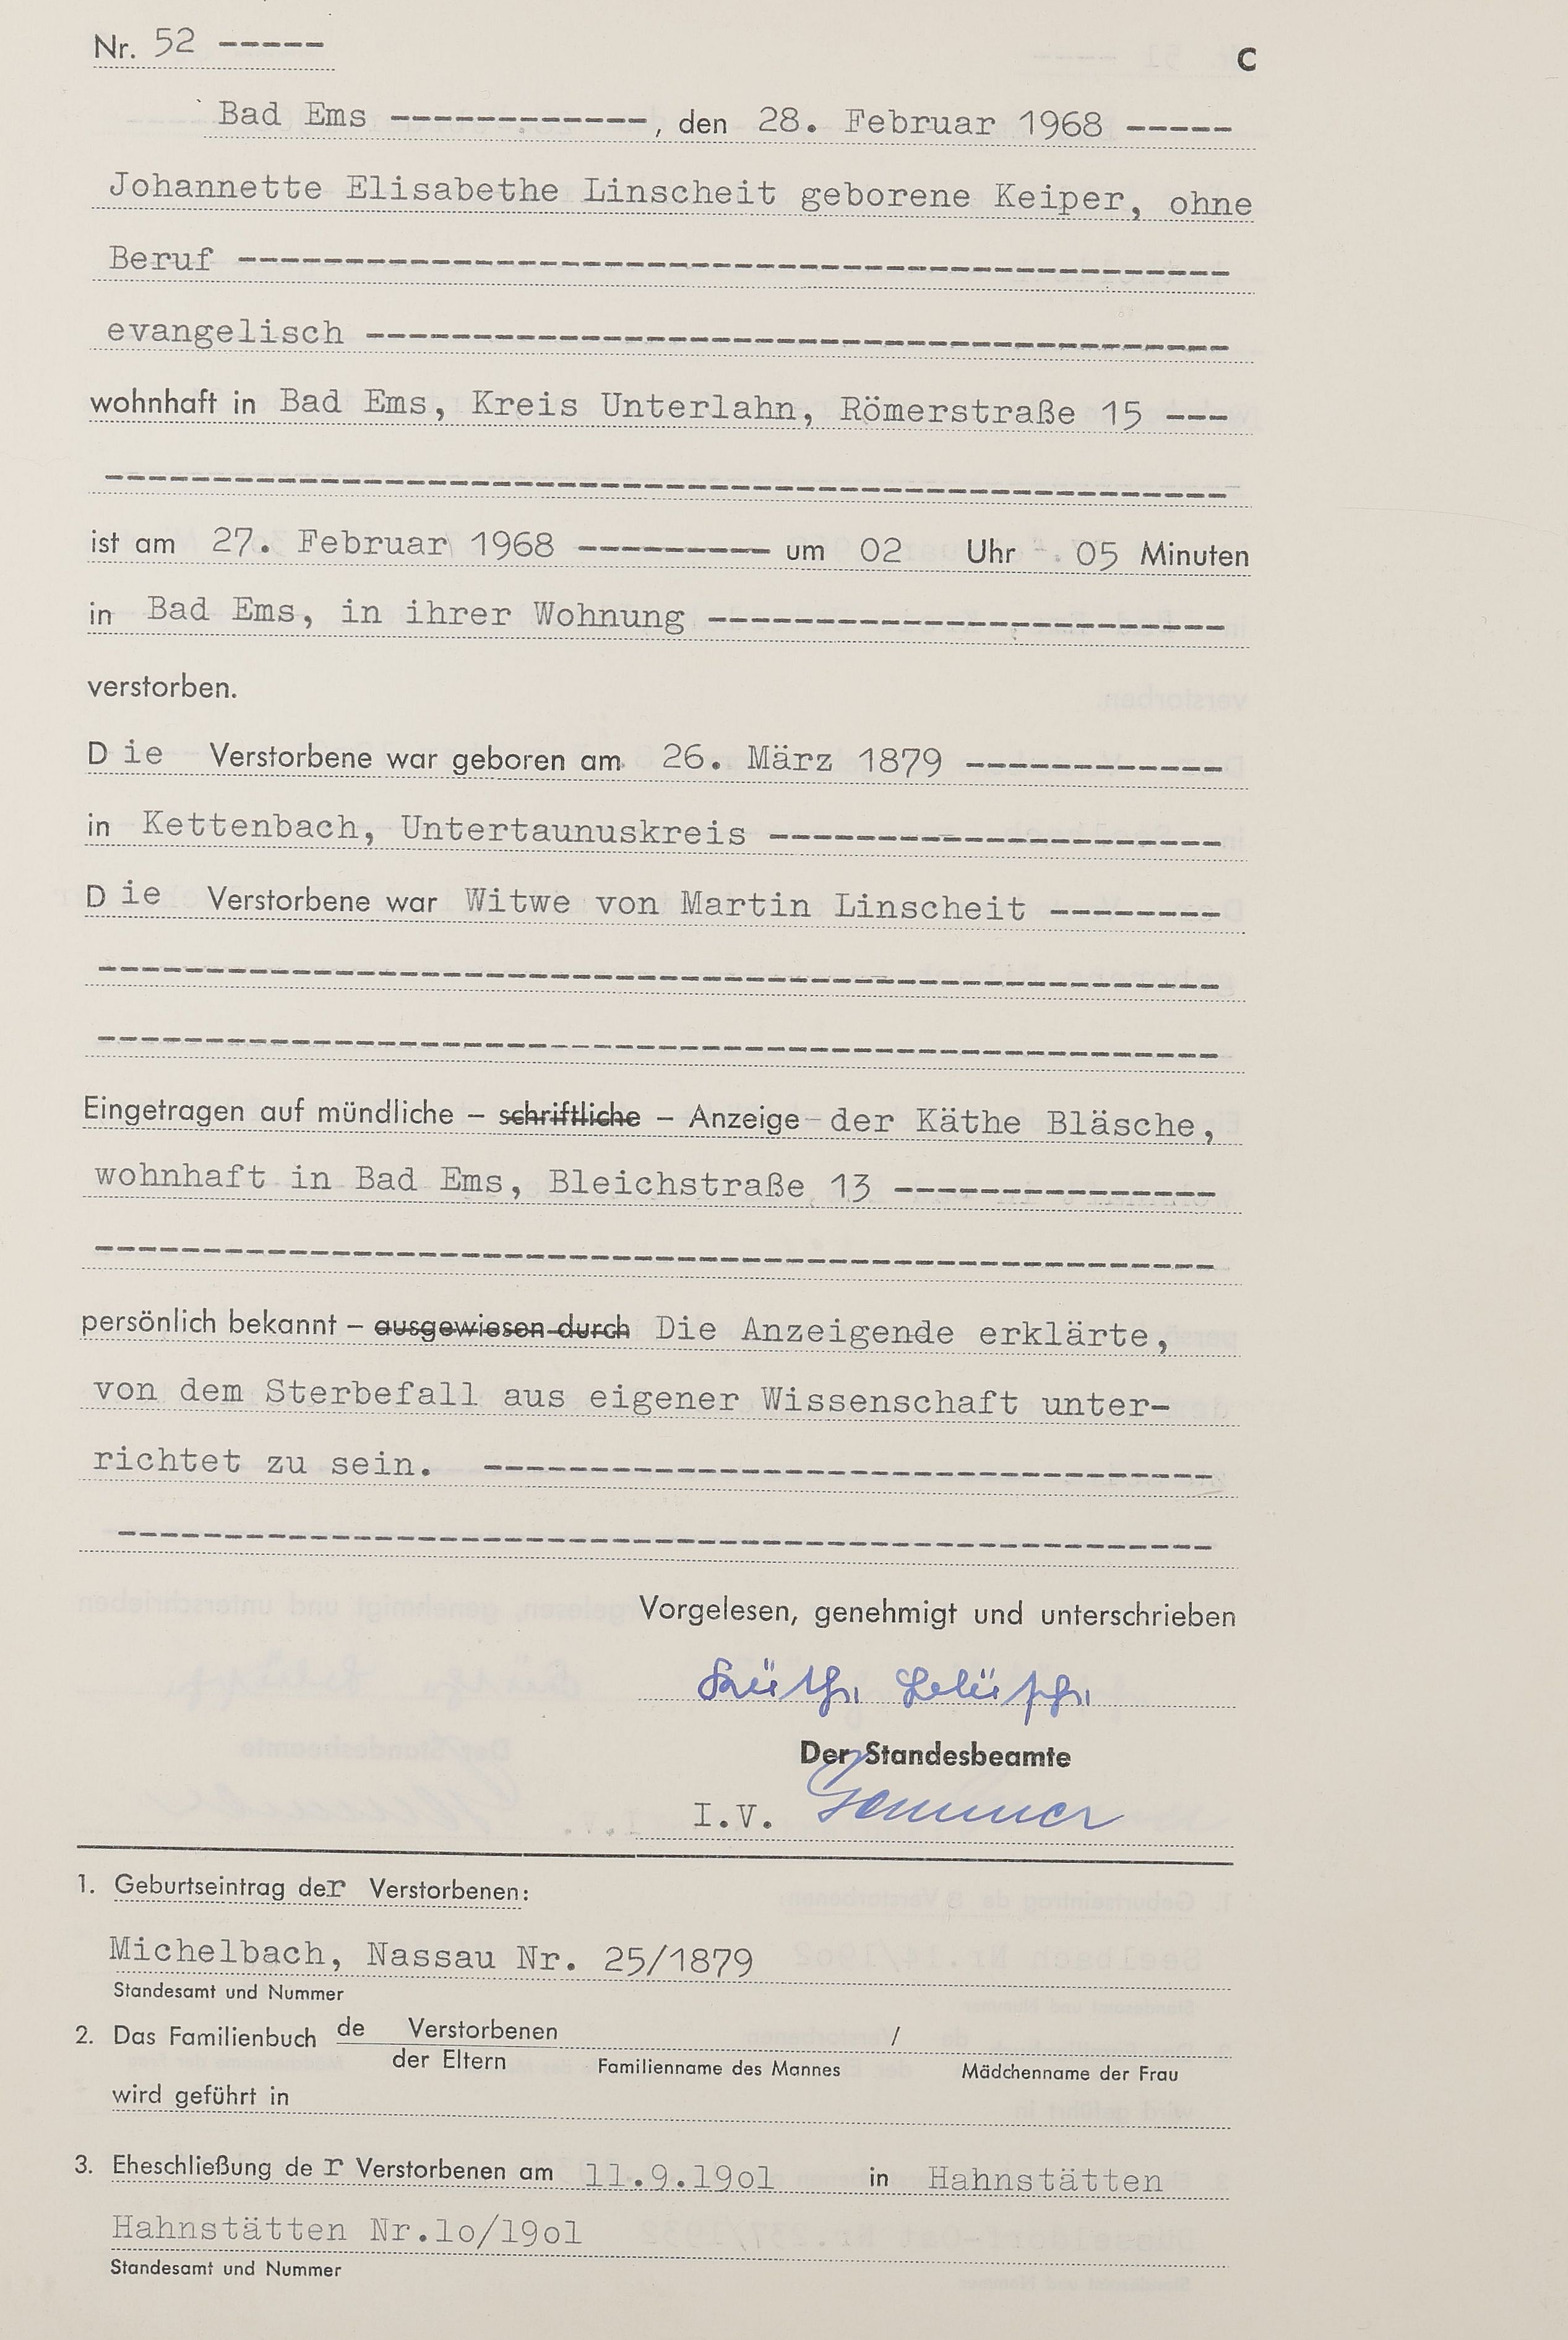 Nr. 52 -----
C
Bad Ems ------------, den 28. Februar 1968 -----
Johannette Elisabethe Linscheit geborene Keiper, ohne
Beruf ----------------------------------------------
evangelisch ----------------------------------------
wohnhaft in Bad Ems, Kreis Unterlahn, Römerstraße 15 ---
----------------------------------------------------
ist am 27. Februar 1968 --------- um 02 Uhr 05 Minuten
in Bad Ems, in ihrer Wohnung ------------------------
verstorben.
Die Verstorbene war geboren am 26. März 1879 ------------
in Kettenbach, Untertaunuskreis ---------------------
Die Verstorbene war Witwe von Martin Linscheit --------
----------------------------------------------------
----------------------------------------------------
Eingetragen auf mündliche – schriftliche – Anzeige der Käthe Bläsche,
wohnhaft in Bad Ems, Bleichstraße 13 ---------------
----------------------------------------------------
persönlich bekannt – ausgewiesen durch Die Anzeigende erklärte,
von dem Sterbefall aus eigener Wissenschaft unter-
richtet zu sein. ----------------------------------
---------------------------------------------------
Vorgelesen, genehmigt und unterschrieben
Käthe Bläsche
Der Standesbeamte
I.V. Sommer
1. Geburtseintrag der Verstorbenen:
Michelbach, Nassau Nr. 25/1879
Standesamt und Nummer
2. Das Familienbuch de Verstorbenen /
der Eltern Familienname des Mannes Mädchenname der Frau
wird geführt in
3. Eheschließung der Verstorbenen am 11.9.19o1 in Hahnstätten
Hahnstätten Nr.1o/19o1
Standesamt und Nummer